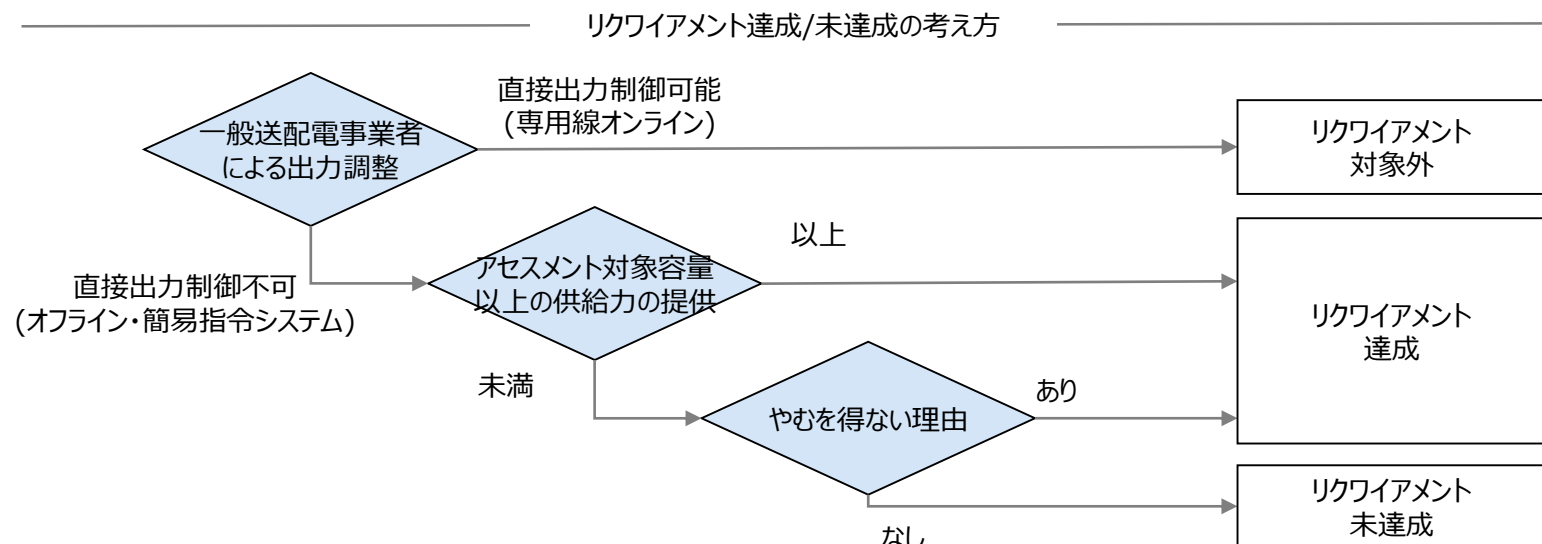 リクワイアメント達成/未達成の考え方
一般送配電事業者
による出力調整
直接出力制御可能
(専用線オンライン)
リクワイアメント
対象外
直接出力制御不可
(オフライン・簡易指令システム)
アセスメント対象容量
以上の供給力の提供
以上
リクワイアメント
達成
未満
やむを得ない理由
あり
なし
リクワイアメント
未達成